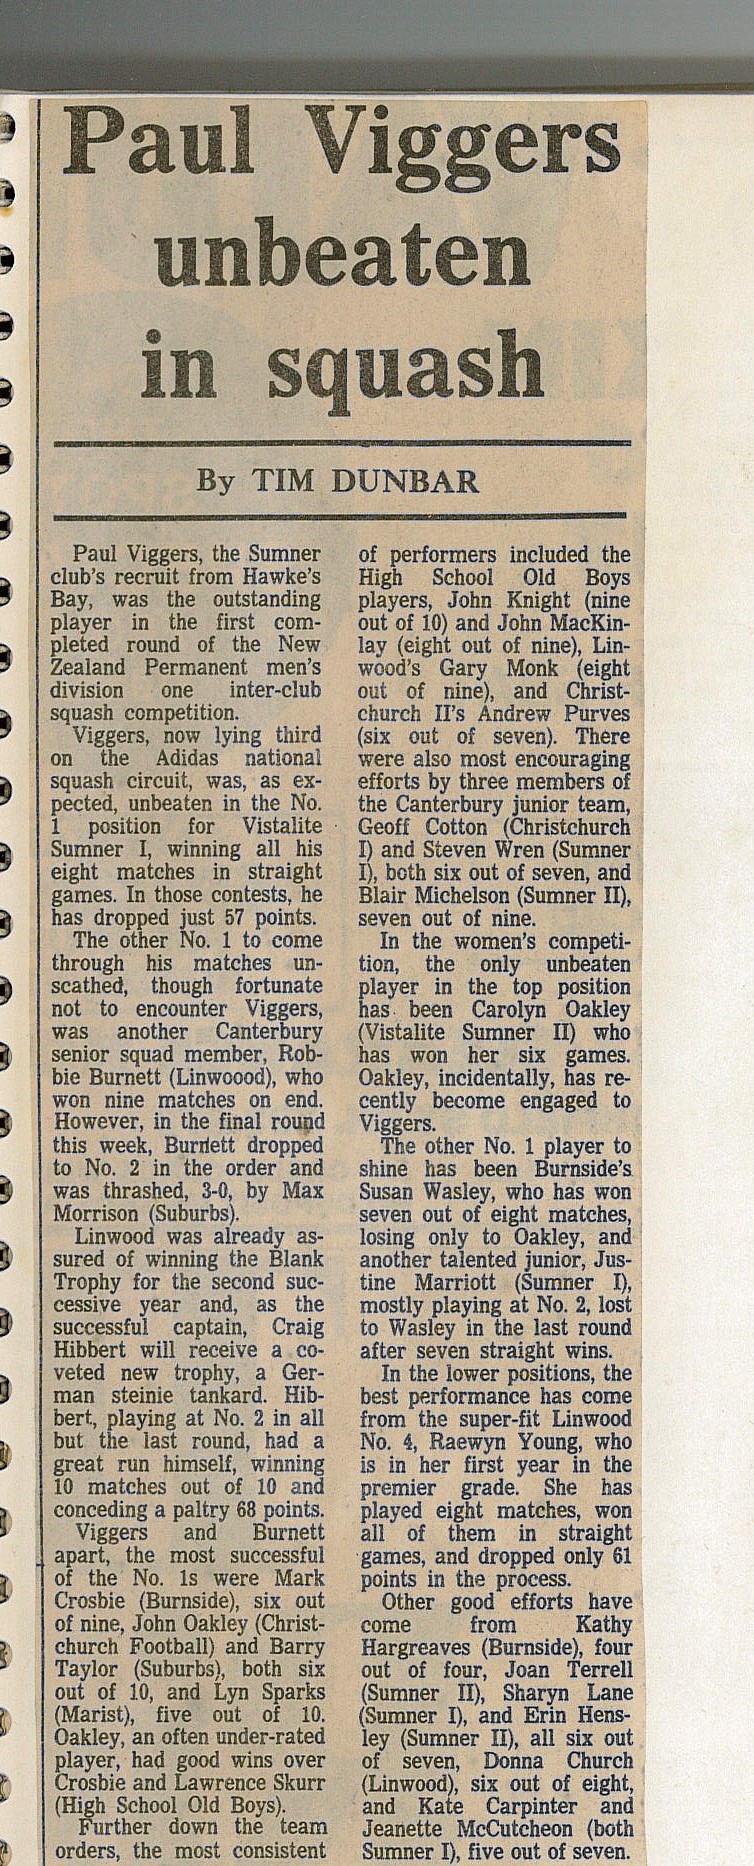 Paul Viggers
unbeaten
in squash
By TIM DUNBAR
Paul Viggers, the Sumner
club's recruit from Hawke's
Bay, was the outstanding
player in the first com-
pleted round of the New
Zealand Permanent men's
division one inter-club
squash competition.
Viggers, now lying third
on the Adidas national
squash circuit, was, as ex-
pected, unbeaten in the No.
1 position for Vistalite
Sumner I, winning all his
eight matches in straight
games. In those contests, he
has dropped just 57 points.
The other No. 1 to come
through his matches un-
scathed, though fortunate
not to encounter Viggers,
was another Canterbury
senior squad member, Rob-
bie Burnett (Linwoood), who
won nine matches on end.
However, in the final round
this week, Burnett dropped
to No. 2 in the order and
was thrashed, 3-0, by Max
Morrison (Suburbs).
Linwood was already as-
sured of winning the Blank
Trophy for the second suc-
cessive year and, as the
successful captain, Craig
Hibbert will receive a co-
veted new trophy, a Ger-
man steinie tankard. Hib-
bert, playing at No. 2 in all
but the last round, had a
great run himself, winning
10 matches out of 10 and
conceding a paltry 68 points.
Viggers and Burnett
apart, the most successful
of the No. 1s were Mark
Crosbie (Burnside), six out
of nine, John Oakley (Christ-
church Football) and Barry
Taylor (Suburbs), both six
out of 10, and Lyn Sparks
(Marist), five out of 10.
Oakley, an often under-rated
player, had good wins over
Crosbie and Lawrence Skurr
(High School Old Boys).
Further down the team
orders, the most consistent
of performers included the
High School Old Boys
players, John Knight (nine
out of 10) and John MacKin-
lay (eight out of nine), Lin-
wood's Gary Monk (eight
out of nine), and Christ-
church II's Andrew Purves
(six out of seven). There
were also most encouraging
efforts by three members of
the Canterbury junior team,
Geoff Cotton (Christchurch
I) and Steven Wren (Sumner
I), both six out of seven, and
Blair Michelson (Sumner II),
seven out of nine.
In the women's competi-
tion, the only unbeaten
player in the top position
has been Carolyn Oakley
(Vistalite Sumner II) who
has won her six games.
Oakley, incidentally, has re-
cently become engaged to
Viggers.
The other No. 1 player to
shine has been Burnside's
Susan Wasley, who has won
seven out of eight matches,
losing only to Oakley, and
another talented junior, Jus-
tine Marriott (Sumner I),
mostly playing at No. 2, lost
to Wasley in the last round
after seven straight wins.
In the lower positions, the
best performance has come
from the super-fit Linwood
No. 4, Raewyn Young, who
is in her first year in the
premier grade. She has
played eight matches, won
all of them in straight
games, and dropped only 61
points in the process.
Other good efforts have
come from Kathy
Hargreaves (Burnside), four
out of four, Joan Terrell
(Sumner II), Sharyn Lane
(Sumner I), and Erin Hens-
ley (Sumner II), all six out
of seven, Donna Church
(Linwood), six out of eight,
and Kate Carpinter and
Jeanette McCutcheon (both
Sumner I), five out of seven.